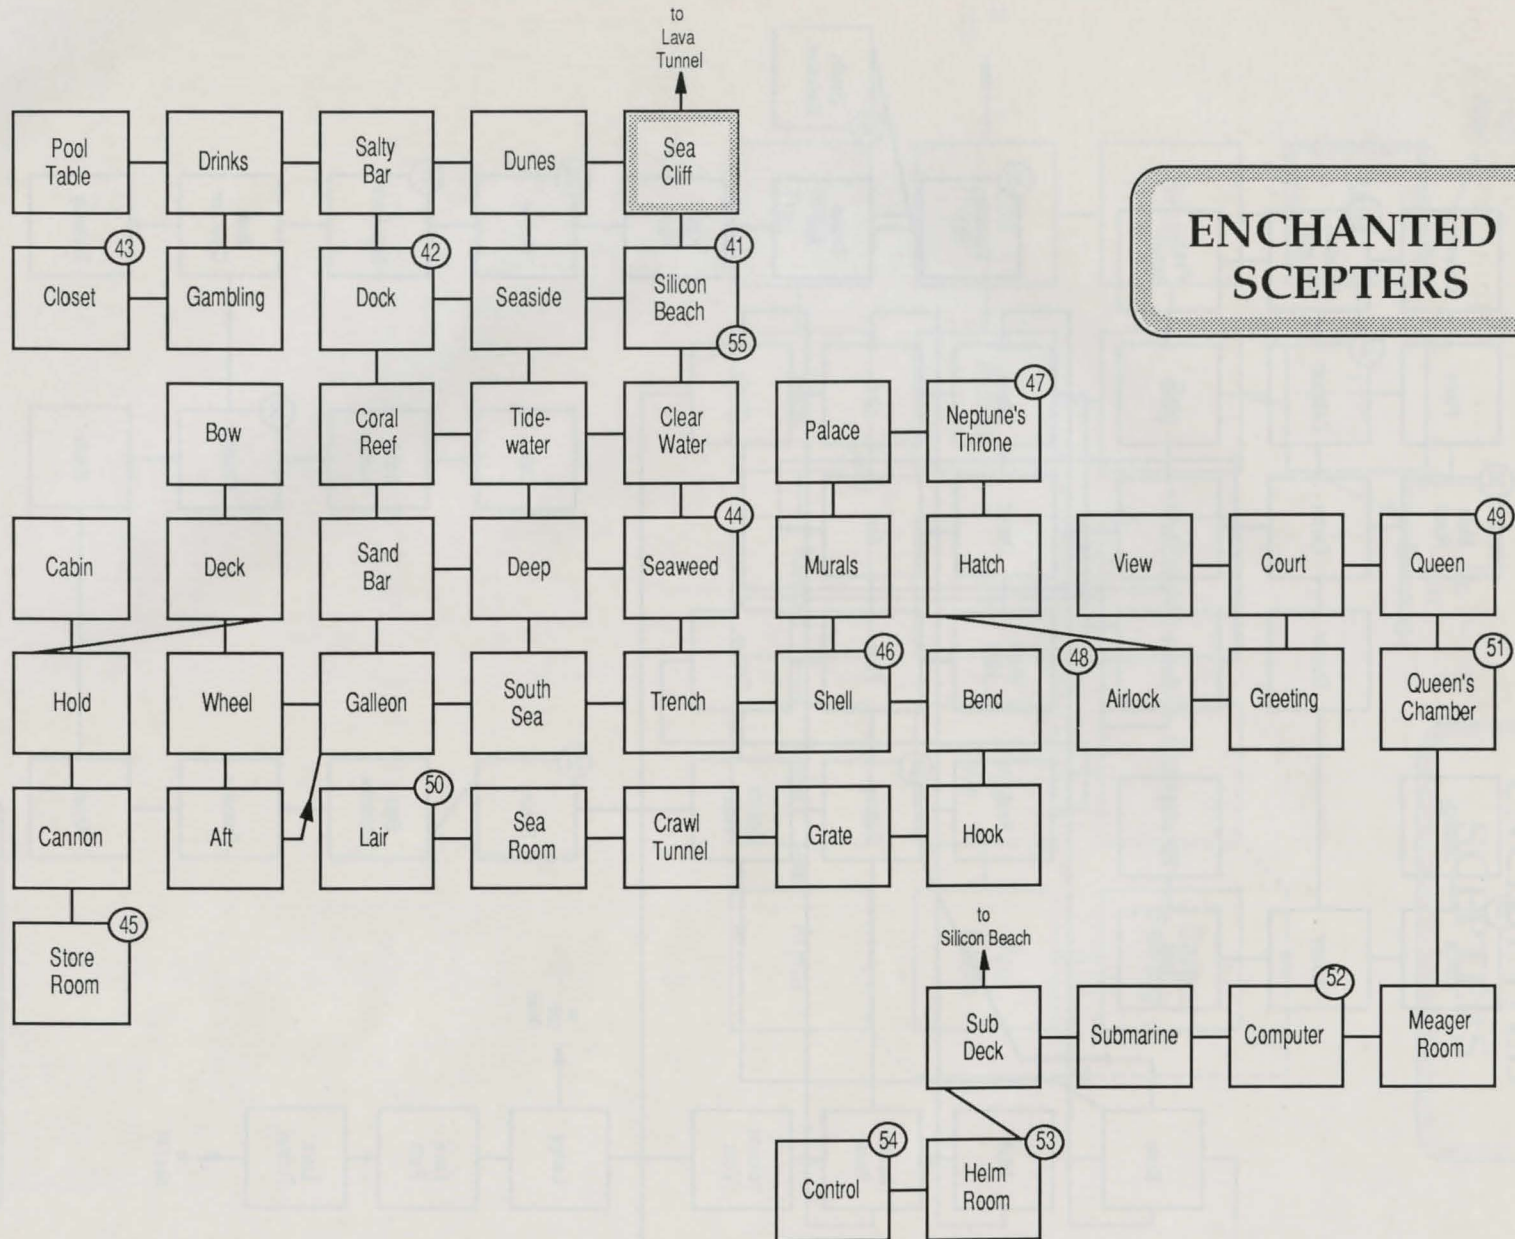 to
Lava
Tunnel
Pool
Table
Drinks
Salty
Bar
Dunes
Sea
Cliff
ENCHANTED
SCEPTERS
43
Closet
Gambling
42
Dock
Seaside
41
Silicon
Beach
55
Bow
Coral
Reef
Tide-
water
Clear
Water
Palace
47
Neptune's
Throne
Cabin
Deck
Sand
Bar
Deep
44
Seaweed
Murals
Hatch
View
Court
49
Queen
Hold
Wheel
Galleon
South
Sea
Trench
46
Shell
Bend
48
Airlock
Greeting
51
Queen's
Chamber
Cannon
Aft
50
Lair
Sea
Room
Crawl
Tunnel
Grate
Hook
45
Store
Room
to
Silicon Beach
Sub
Deck
Submarine
52
Computer
Meager
Room
54
Control
53
Helm
Room